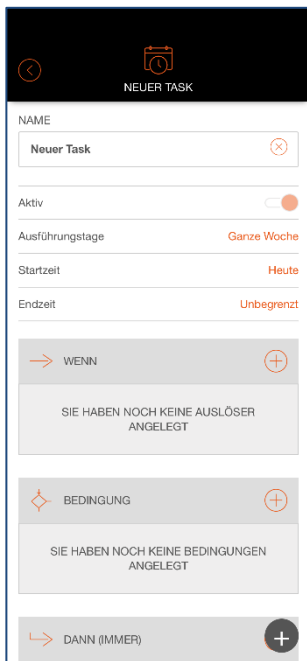 NEUER TASK
NAME
Neuer Task
Aktiv
Ausführungstage Ganze Woche
Startzeit Heute
Endzeit Unbegrenzt
WENN
SIE HABEN NOCH KEINE AUSLÖSER
ANGELEGT
BEDINGUNG
SIE HABEN NOCH KEINE BEDINGUNGEN
ANGELEGT
DANN (IMMER)